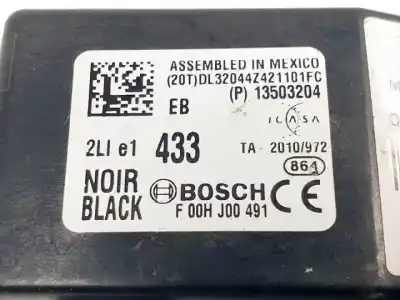 ASSEMBLED IN MEXICO
(20T)DL32044Z421101FC
(P) 13503204
EB
ICASA
2LI e1 433
TA - 2010/972
864
NOIR
BLACK
BOSCH
CE
F 00H J00 491